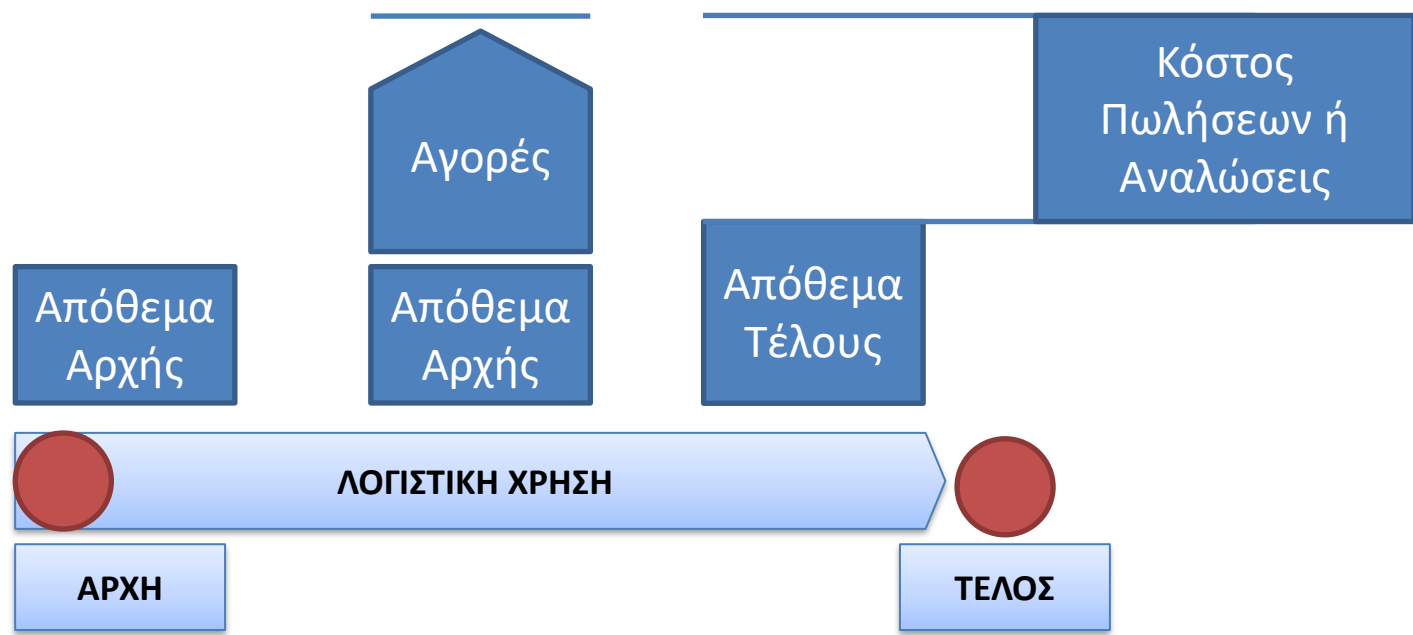 Κόστος
Πωλήσεων ή
Αναλώσεις
Αγορές
Απόθεμα
Αρχής
Απόθεμα
Αρχής
Απόθεμα
Τέλους
ΛΟΓΙΣΤΙΚΗ ΧΡΗΣΗ
ΑΡΧΗ
ΤΕΛΟΣ